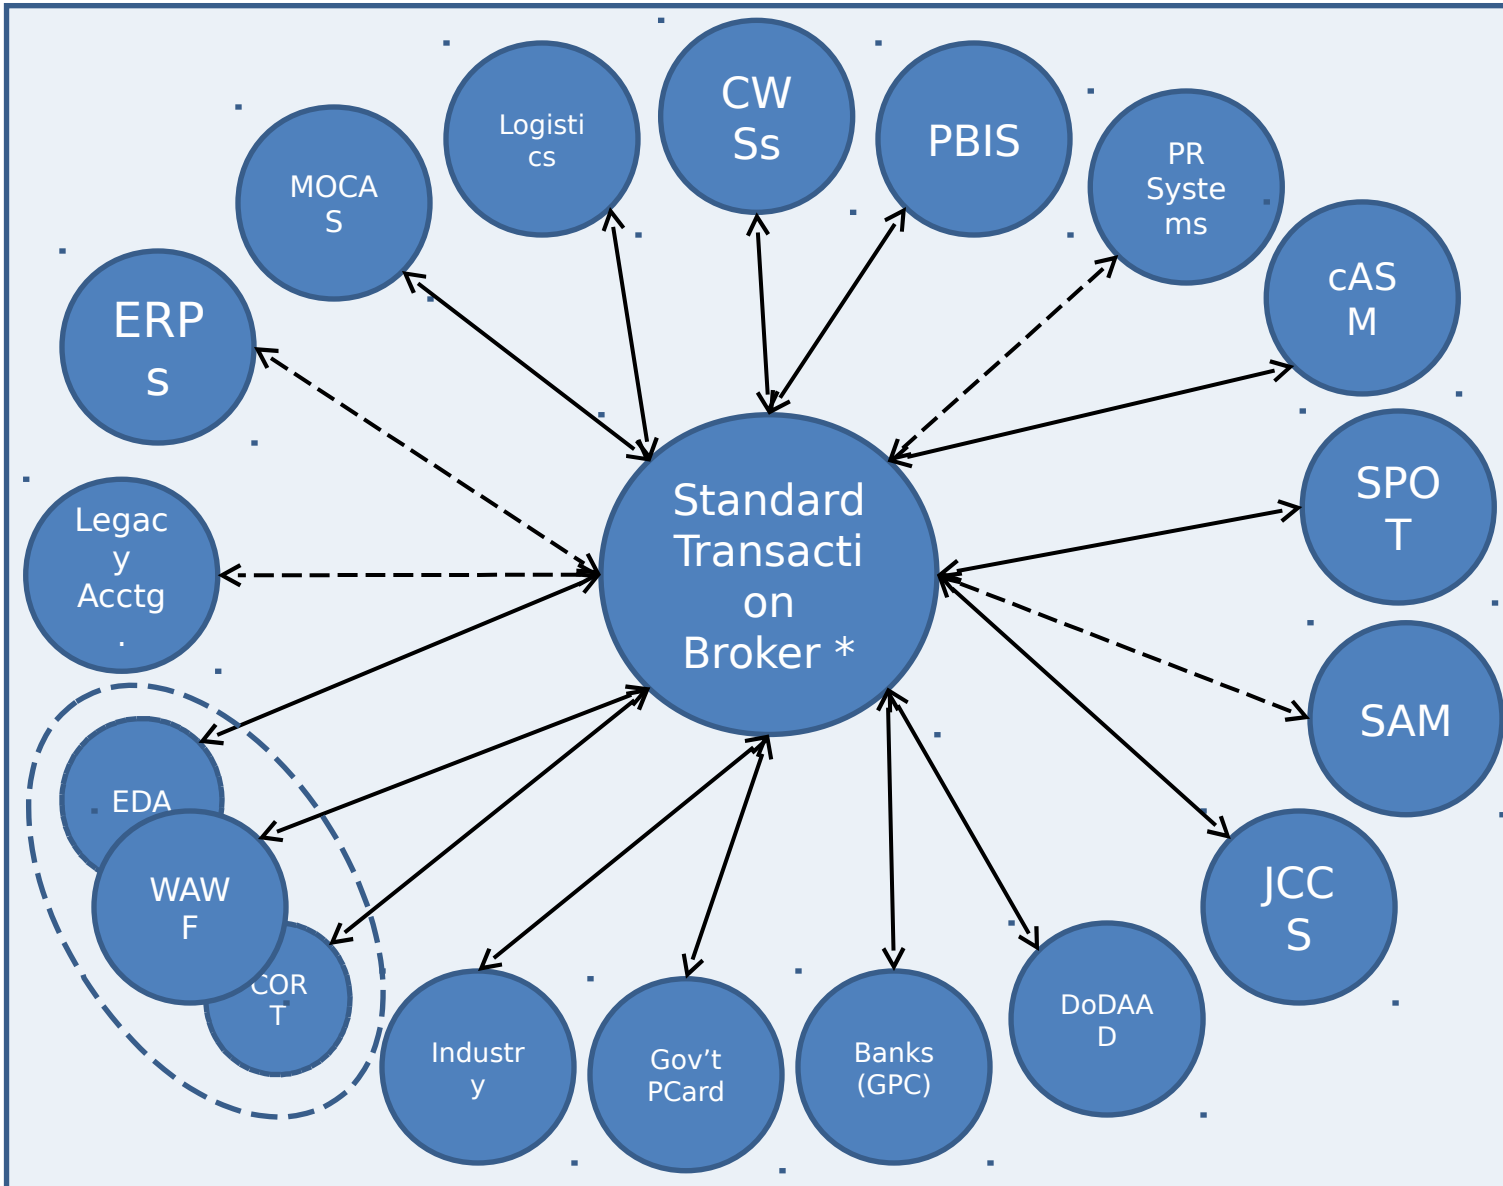 CW
Ss
Logisti
cs
PBIS
PR
Syste
ms
MOCA
S
cAS
M
ERP
s
SPO
T
Standard
Transacti
on
Broker *
Legac
y
Acctg
.
SAM
EDA
WAW
F
JCC
S
COR
T
DoDAA
D
Industr
y
Gov’t
PCard
Banks
(GPC)